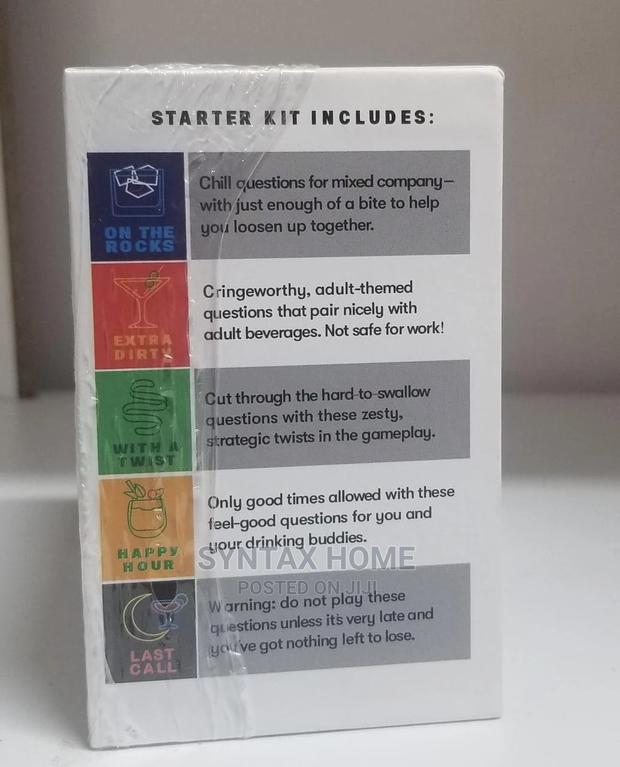 STARTER KIT INCLUDES:
ON THE
ROCKS
Chill questions for mixed company—
with just enough of a bite to help
you loosen up together.
EXTRA
DIRTY
Cringeworthy, adult-themed
questions that pair nicely with
adult beverages. Not safe for work!
WITH A
TWIST
Cut through the hard-to-swallow
questions with these zesty,
strategic twists in the gameplay.
HAPPY
HOUR
Only good times allowed with these
feel-good questions for you and
your drinking buddies.
SYNTAX HOME
POSTED ON JIJI
LAST
CALL
Warning: do not play these
questions unless it's very late and
you've got nothing left to lose.